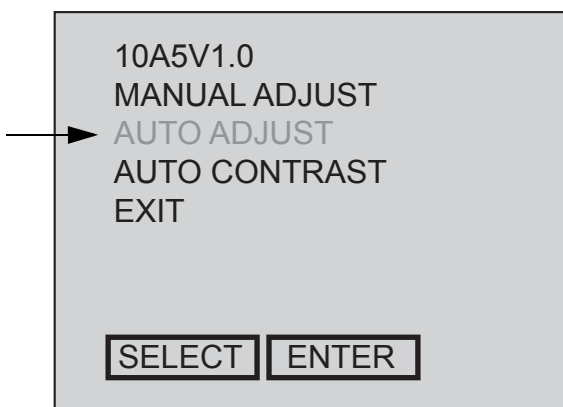 10A5V1.0
MANUAL ADJUST
AUTO ADJUST
AUTO CONTRAST
EXIT
SELECT ENTER